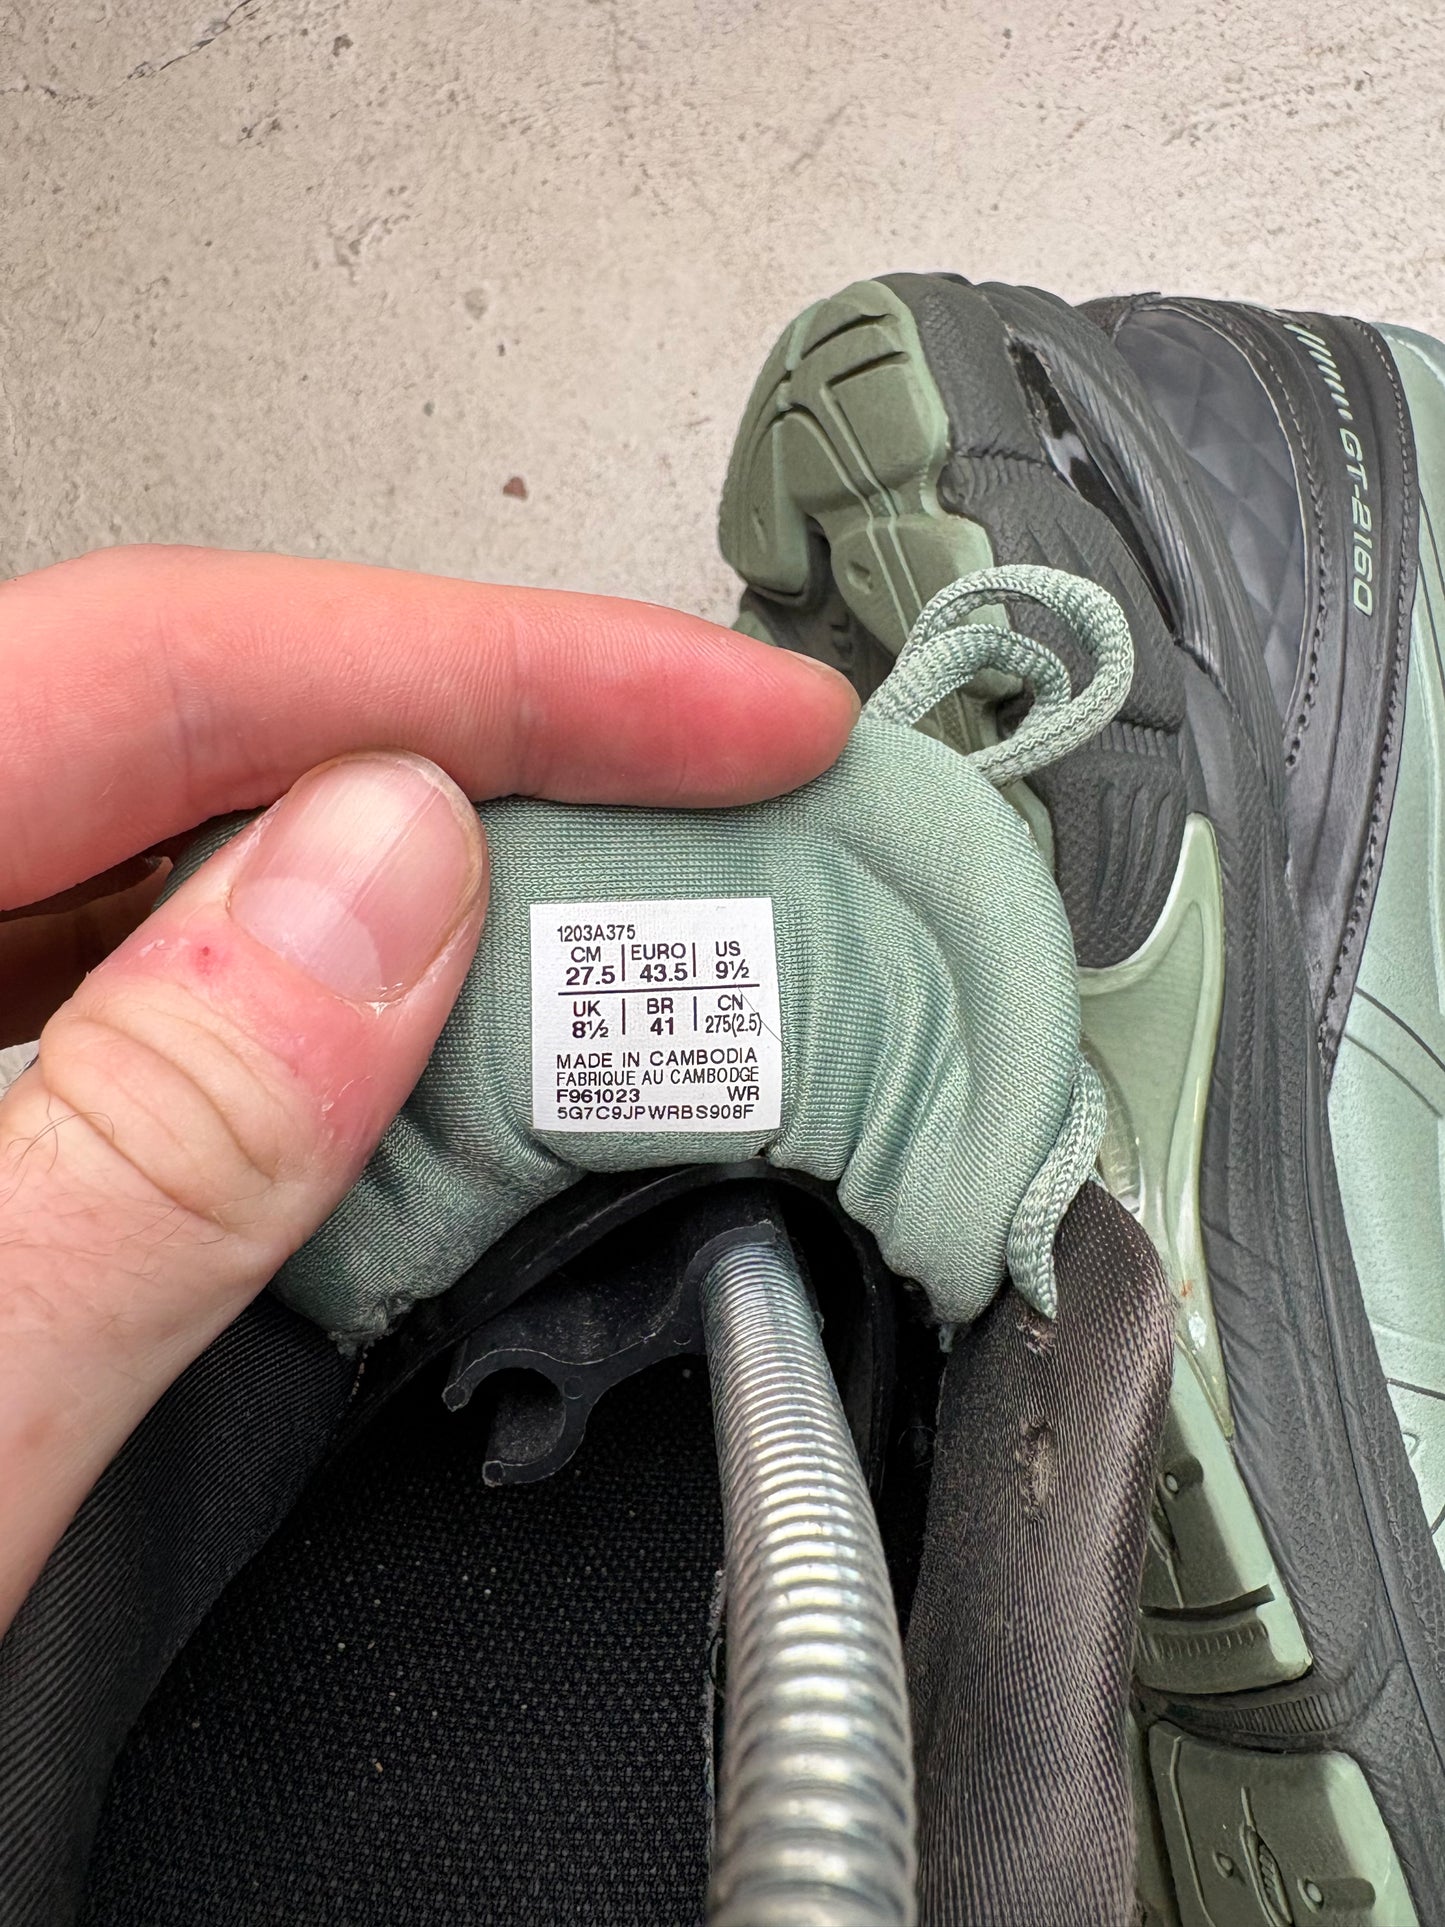 GT-2160
1203A375
CM EURO US
27.5 43.5 9½
UK BR CN
8½ 41 275(2.5)
MADE IN CAMBODIA
FABRIQUE AU CAMBODGE
F961023 WR
5G7C9JPWRBS908F